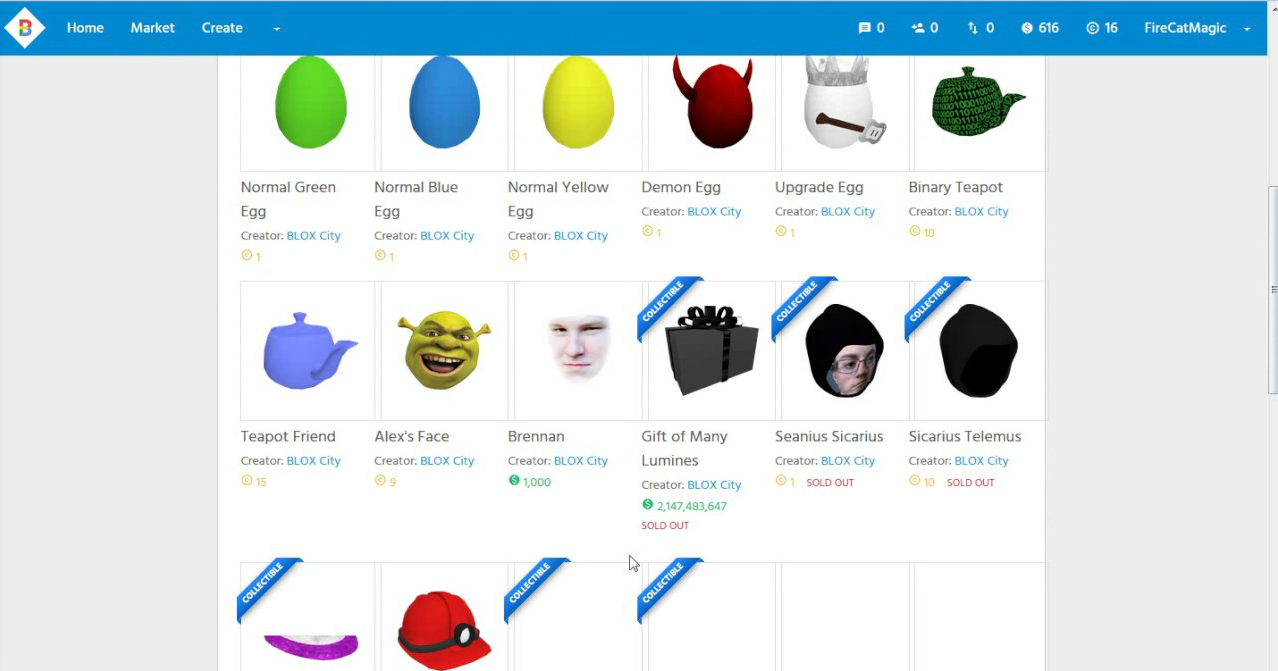 B Home Market Create 0 0 0 616 16 FireCatMagic
Normal Green Egg
Creator: BLOX City
1
Normal Blue Egg
Creator: BLOX City
1
Normal Yellow Egg
Creator: BLOX City
1
Demon Egg
Creator: BLOX City
1
Upgrade Egg
Creator: BLOX City
1
Binary Teapot
Creator: BLOX City
10
Teapot Friend
Creator: BLOX City
15
Alex's Face
Creator: BLOX City
9
Brennan
Creator: BLOX City
1,000
COLLECTIBLE
Gift of Many Lumines
Creator: BLOX City
2,147,483,647
SOLD OUT
COLLECTIBLE
Seanius Sicarius
Creator: BLOX City
1 SOLD OUT
COLLECTIBLE
Sicarius Telemus
Creator: BLOX City
10 SOLD OUT
COLLECTIBLE
COLLECTIBLE
COLLECTIBLE